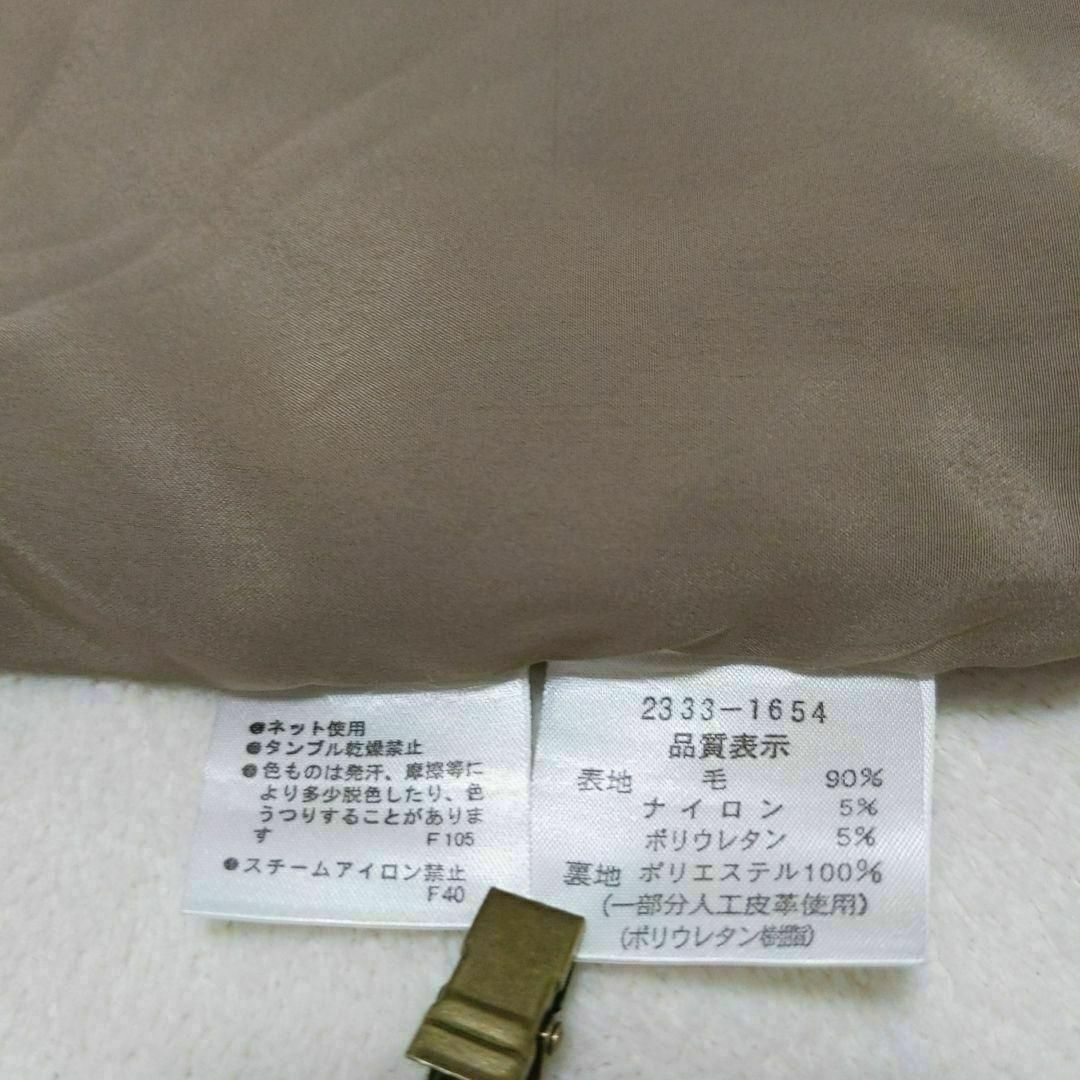 ●ネット使用
●タンブル乾燥禁止
●色ものは発汗、摩擦等に
より多少脱色したり、色
うつりすることがありま
す F105
●スチームアイロン禁止
F40
2333-1654
品質表示
表地 毛 90%
ナイロン 5%
ポリウレタン 5%
裏地 ポリエステル100%
(一部分人工皮革使用)
(ポリウレタン樹脂)